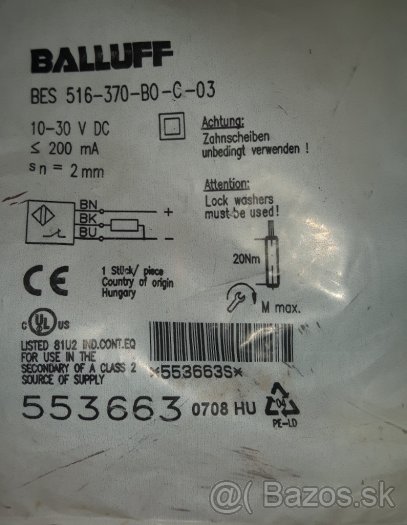 BALLUFF
BES 516-370-BO-C-03
10-30 V DC
≤ 200 mA
sn = 2 mm
Achtung:
Zahnscheiben
unbedingt verwenden !
Attention:
Lock washers
must be used!
BN +
BK
BU -
20Nm
M max.
CE
1 Stück/ piece
Country of origin
Hungary
C UL US
LISTED 81U2 IND.CONT.EQ
FOR USE IN THE
SECONDARY OF A CLASS 2
SOURCE OF SUPPLY
*553663S*
553663 0708 HU
04
PE-LD
@( Bazos.sk